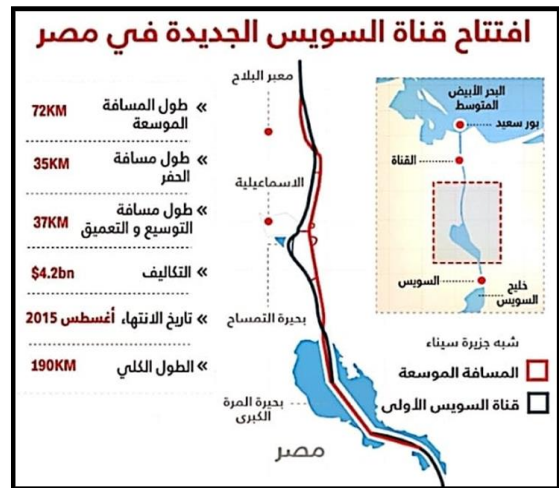 افتتاح قناة السويس الجديدة في مصر
معبر البلاح
« طول المسافة
الموسعة
72KM
« طول مسافة
الحفر
35KM
الاسماعيلية
« طول مسافة
التوسيع و التعميق
37KM
« التكاليف
$4.2bn
بحيرة التمساح
« تاريخ الانتهاء
أغسطس 2015
« الطول الكلي
190KM
بحيرة المرة
الكبرى
مصر
البحر الأبيض
المتوسط
بور سعيد
القناة
السويس
خليج
السويس
شبه جزيرة سيناء
المسافة الموسعة
قناة السويس الأولى